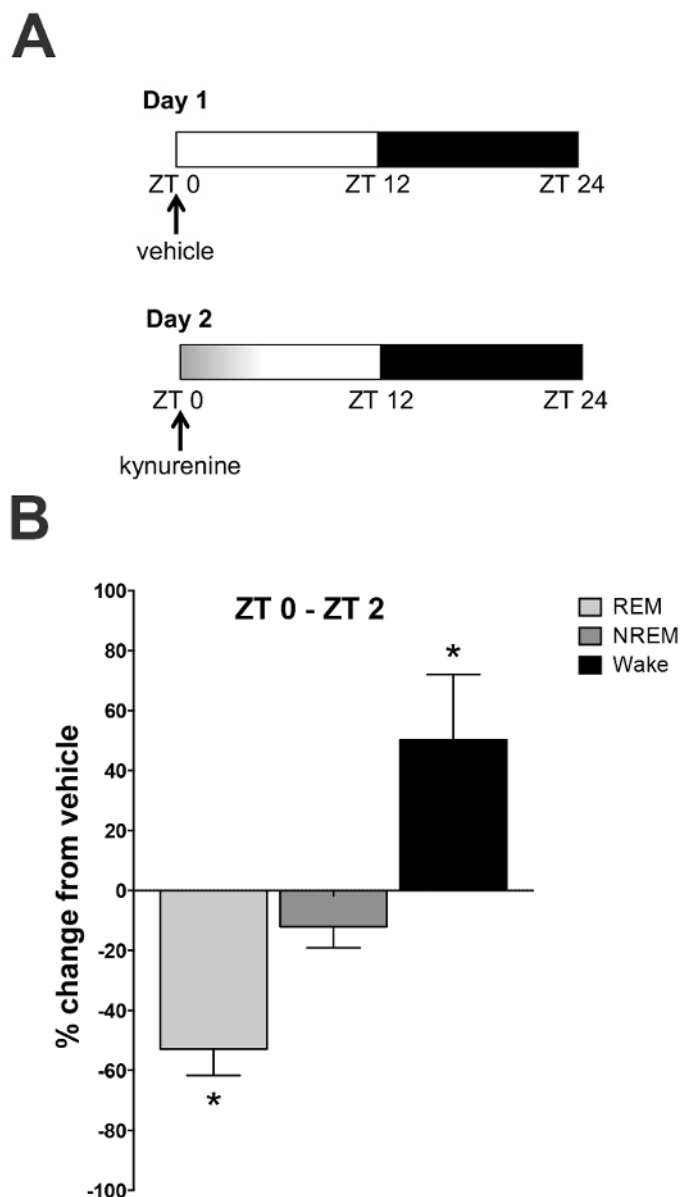 A
Day 1
ZT 0 ZT 12 ZT 24
vehicle
Day 2
ZT 0 ZT 12 ZT 24
kynurenine
B
ZT 0 - ZT 2
REM
NREM
Wake
% change from vehicle
100
80
60
40
20
0
-20
-40
-60
-80
-100
*
*